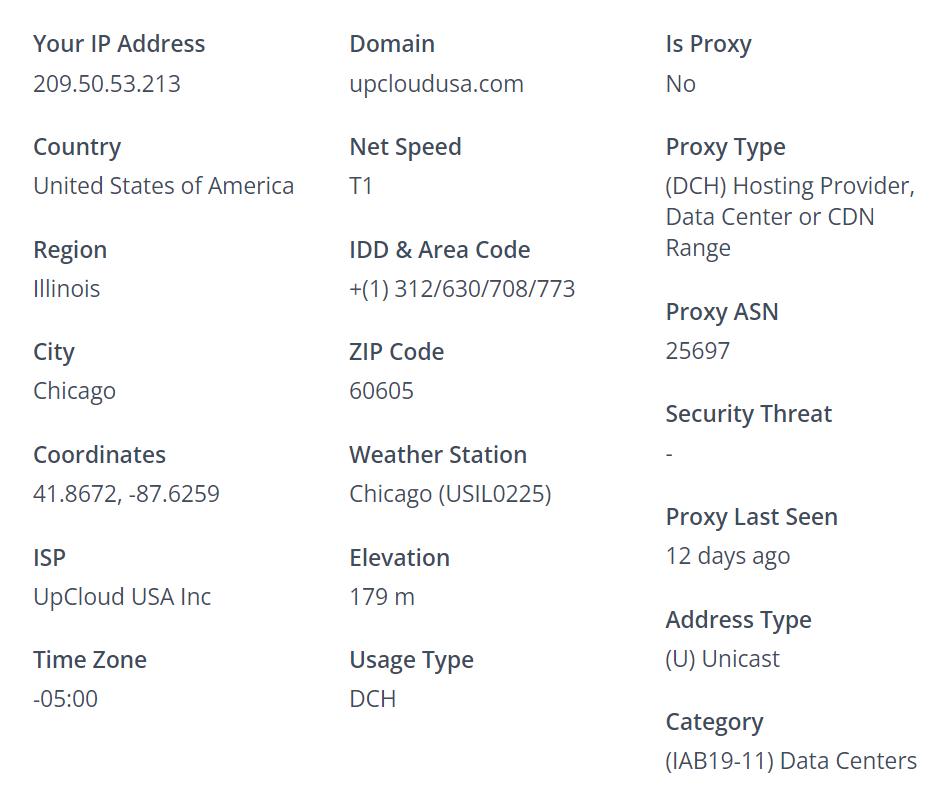 Your IP Address
209.50.53.213
Country
United States of America
Region
Illinois
City
Chicago
Coordinates
41.8672, -87.6259
ISP
UpCloud USA Inc
Time Zone
-05:00
Domain
upcloudusa.com
Net Speed
T1
IDD & Area Code
+(1) 312/630/708/773
ZIP Code
60605
Weather Station
Chicago (USIL0225)
Elevation
179 m
Usage Type
DCH
Is Proxy
No
Proxy Type
(DCH) Hosting Provider,
Data Center or CDN
Range
Proxy ASN
25697
Security Threat
-
Proxy Last Seen
12 days ago
Address Type
(U) Unicast
Category
(IAB19-11) Data Centers